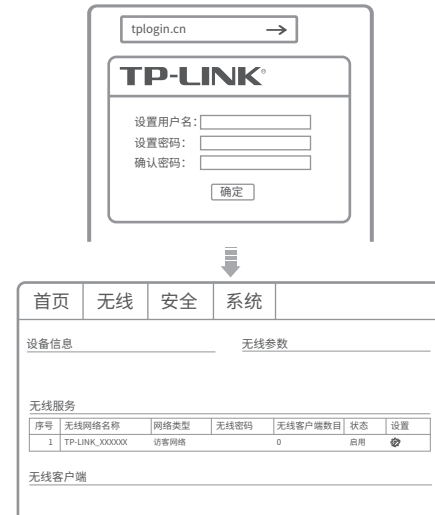 tplogin.cn
TP-LINK®
设置用户名：
设置密码：
确认密码：
确定
首页 无线 安全 系统
设备信息 无线参数
无线服务
序号 无线网络名称 网络类型 无线密码 无线客户端数目 状态 设置
1 TP-LINK_XXXXXX 访客网络 0 启用
无线客户端